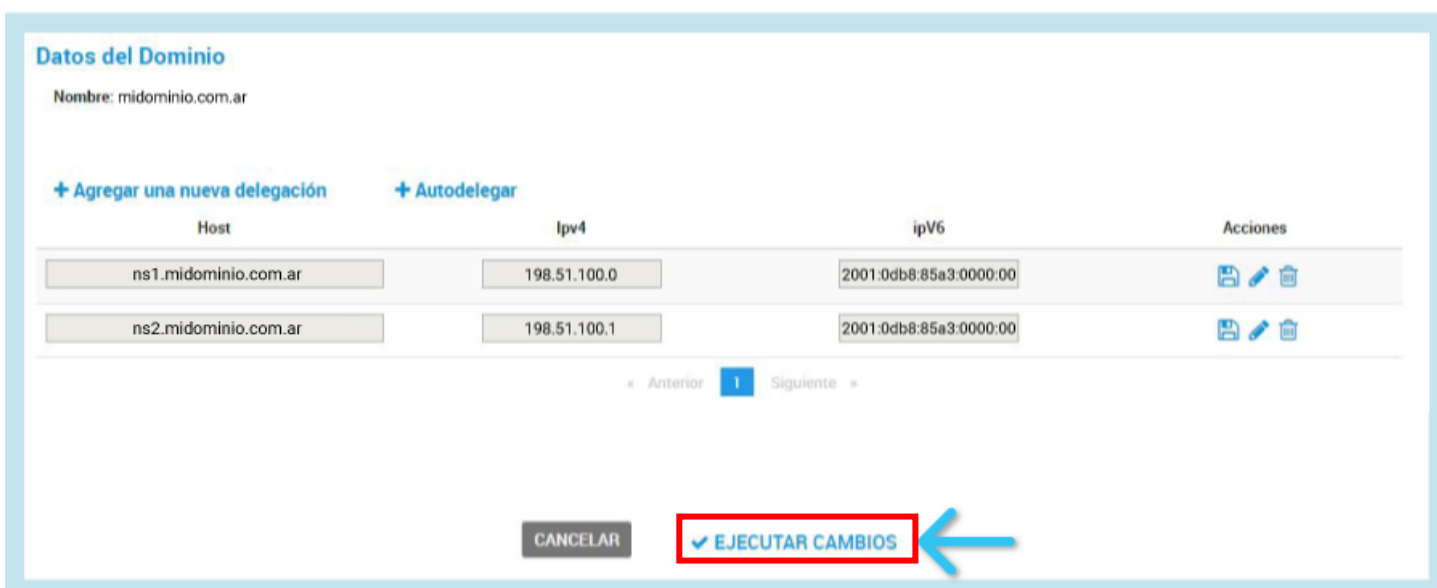 Datos del Dominio
Nombre: midominio.com.ar
+ Agregar una nueva delegación + Autodelegar
Host Ipv4 ipV6 Acciones
ns1.midominio.com.ar 198.51.100.0 2001:0db8:85a3:0000:00
ns2.midominio.com.ar 198.51.100.1 2001:0db8:85a3:0000:00
« Anterior 1 Siguiente »
CANCELAR EJECUTAR CAMBIOS